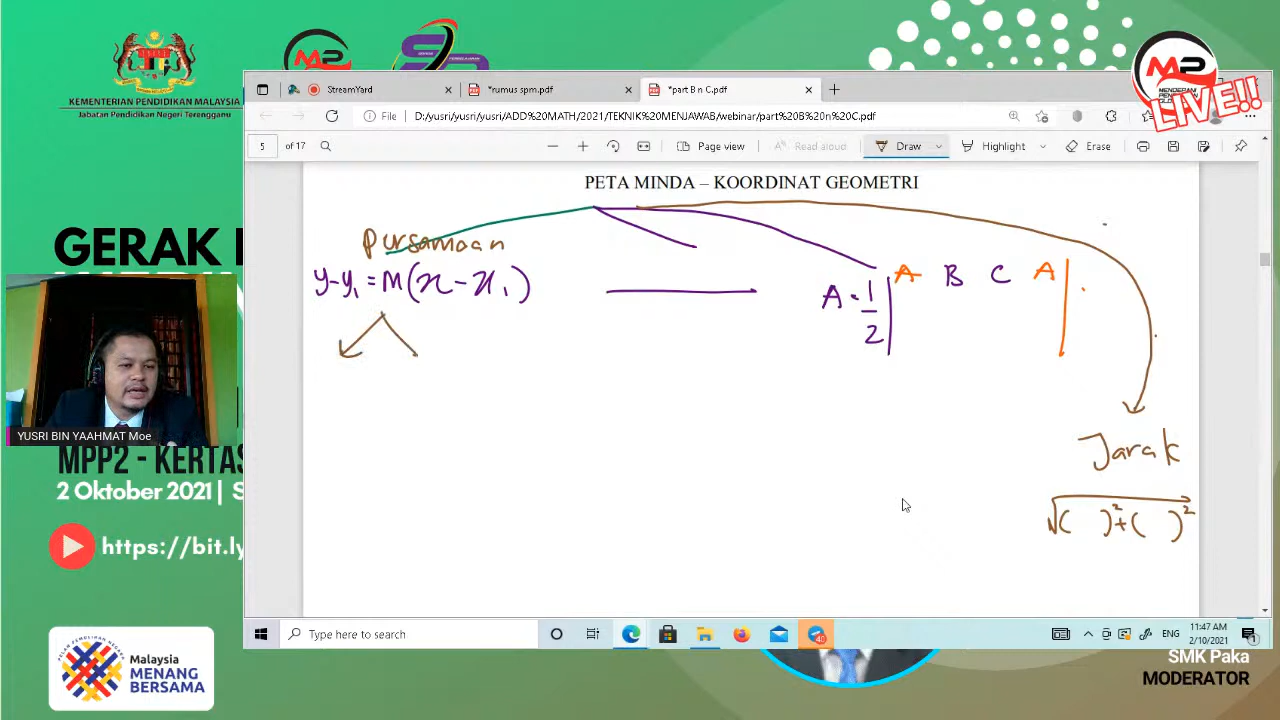 KEMENTERIAN PENDIDIKAN MALAYSIA
Jabatan Pendidikan Negeri Terengganu
MP
MP
LIVE!!
StreamYard
*rumus spm.pdf
*part B n C.pdf
File
D:/yusri/yusri/yusri/ADD%20MATH/2021/TEKNIK%20MENJAWAB/webinar/part%20B%20n%20C.pdf
5 of 17
Page view
Read aloud
Draw
Highlight
Erase
PETA MINDA – KOORDINAT GEOMETRI
Persamaan
y-y₁ = M(x-x₁)
A = 1/2 | A B C A |
Jarak
√( )²+( )²
GERAK
YUSRI BIN YAAHMAT Moe
MPP2 - KERTAS
2 Oktober 2021| S
https://bit.ly
Malaysia
MENANG
BERSAMA
Type here to search
40
ENG
11:47 AM
2/10/2021
SMK Paka
MODERATOR